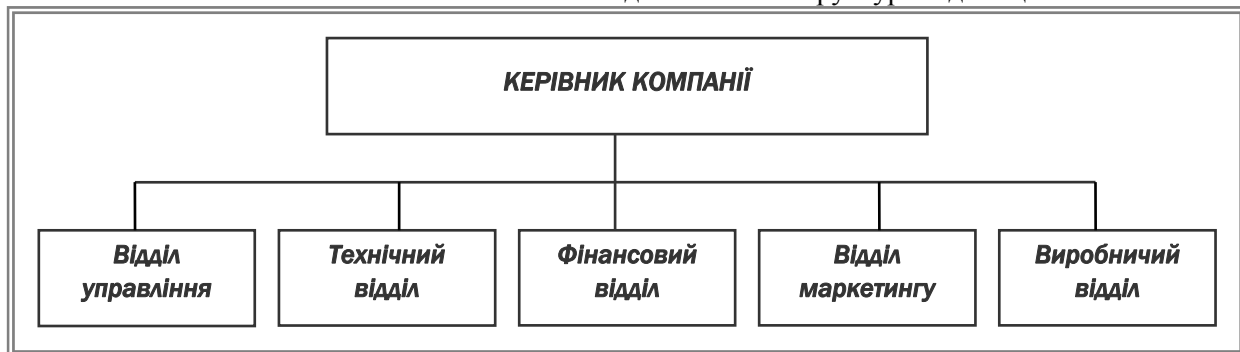 КЕРІВНИК КОМПАНІЇ
Відділ
управління
Технічний
відділ
Фінансовий
відділ
Відділ
маркетингу
Виробничий
відділ